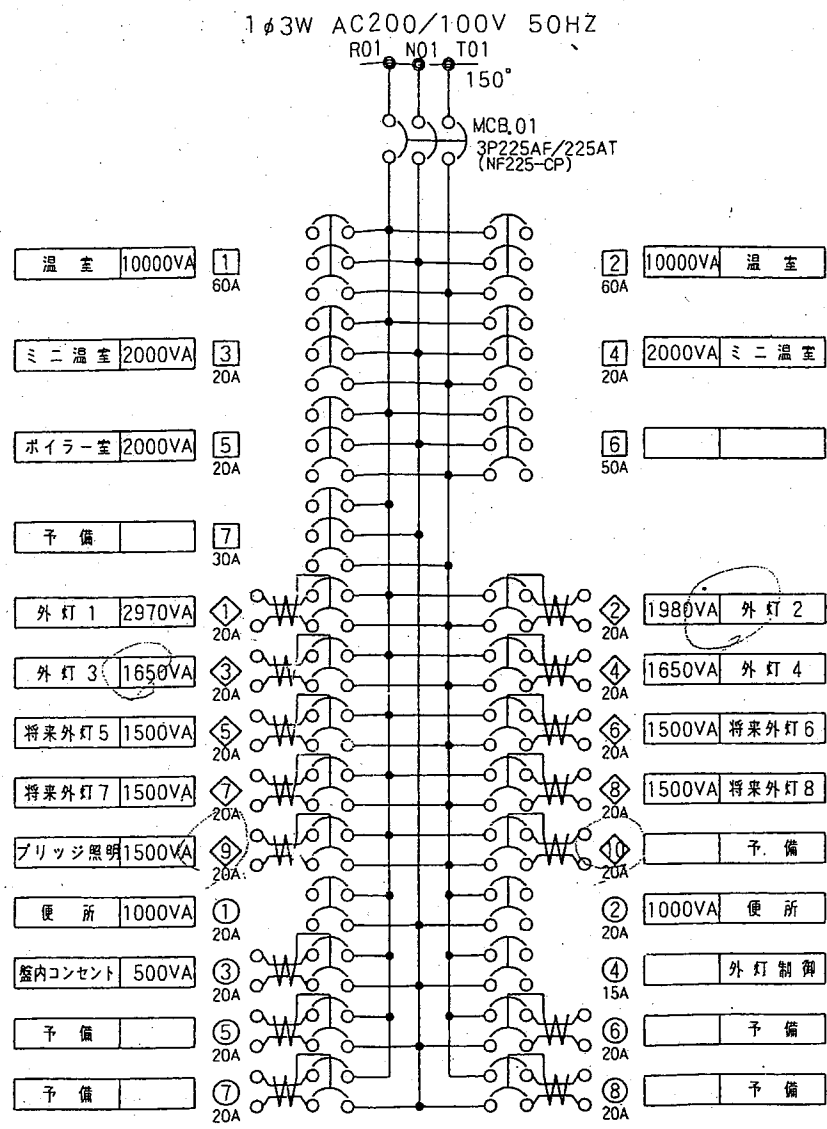 1φ3W AC200/100V 50HZ
R01 N01 T01
150°
MCB.01
3P225AF/225AT
(NF225-CP)
温室 10000VA 1 60A
2 60A 10000VA 温室
ミニ温室 2000VA 3 20A
4 20A 2000VA ミニ温室
ボイラー室 2000VA 5 20A
6 50A
予備 7 30A
外灯1 2970VA 1 20A
2 20A 1980VA 外灯2
外灯3 1650VA 3 20A
4 20A 1650VA 外灯4
将来外灯5 1500VA 5 20A
6 20A 1500VA 将来外灯6
将来外灯7 1500VA 7 20A
8 20A 1500VA 将来外灯8
ブリッジ照明 1500VA 9 20A
10 20A 予備
便所 1000VA 1 20A
2 20A 1000VA 便所
盤内コンセント 500VA 3 20A
4 15A 外灯制御
予備 5 20A
6 20A 予備
予備 7 20A
8 20A 予備